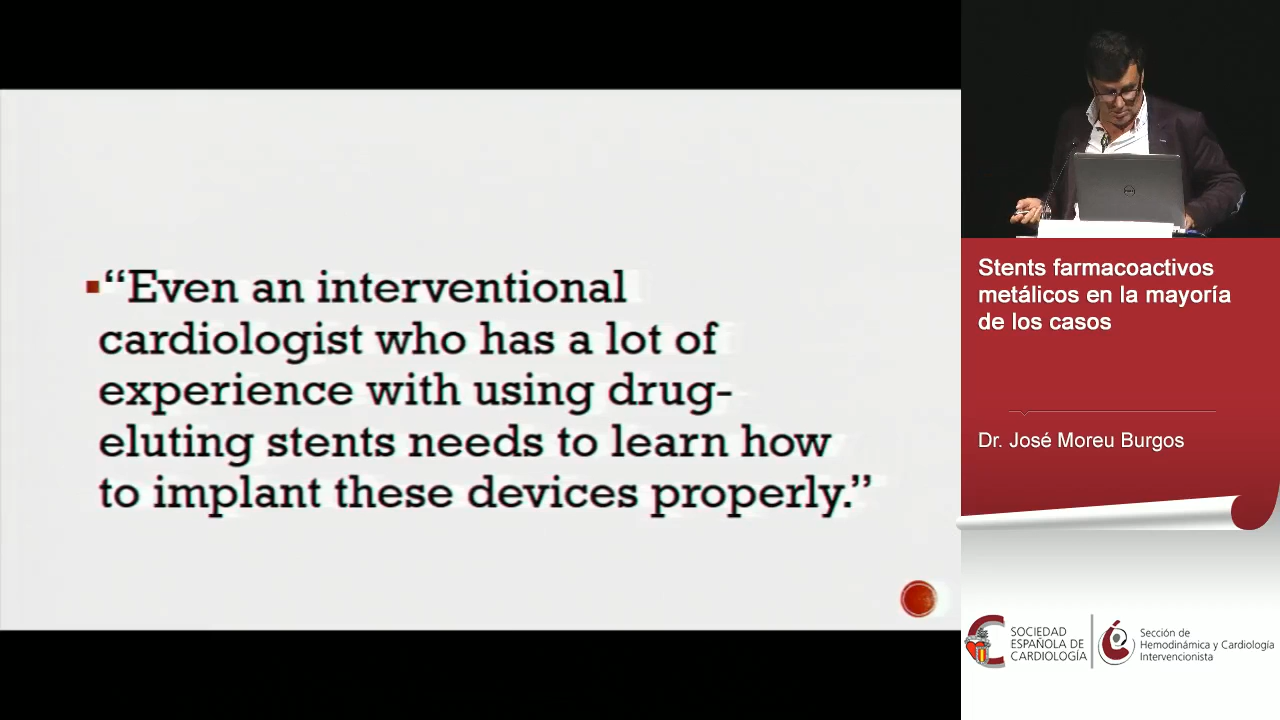 “Even an interventional
cardiologist who has a lot of
experience with using drug-
eluting stents needs to learn how
to implant these devices properly.”
Stents farmacoactivos
metálicos en la mayoría
de los casos
Dr. José Moreu Burgos
SOCIEDAD
ESPAÑOLA DE
CARDIOLOGÍA
Sección de
Hemodinámica y Cardiología
Intervencionista